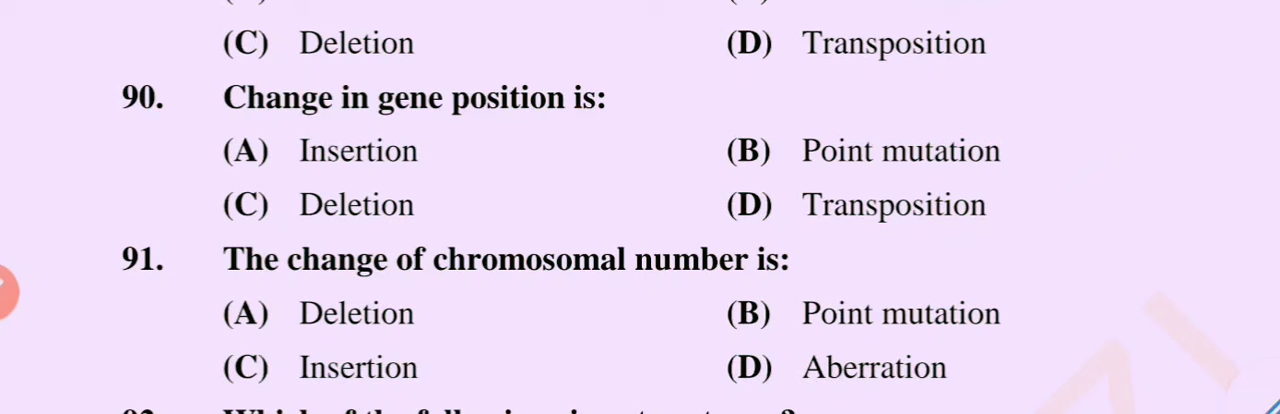 (C) Deletion (D) Transposition
90. Change in gene position is:
(A) Insertion (B) Point mutation
(C) Deletion (D) Transposition
91. The change of chromosomal number is:
(A) Deletion (B) Point mutation
(C) Insertion (D) Aberration